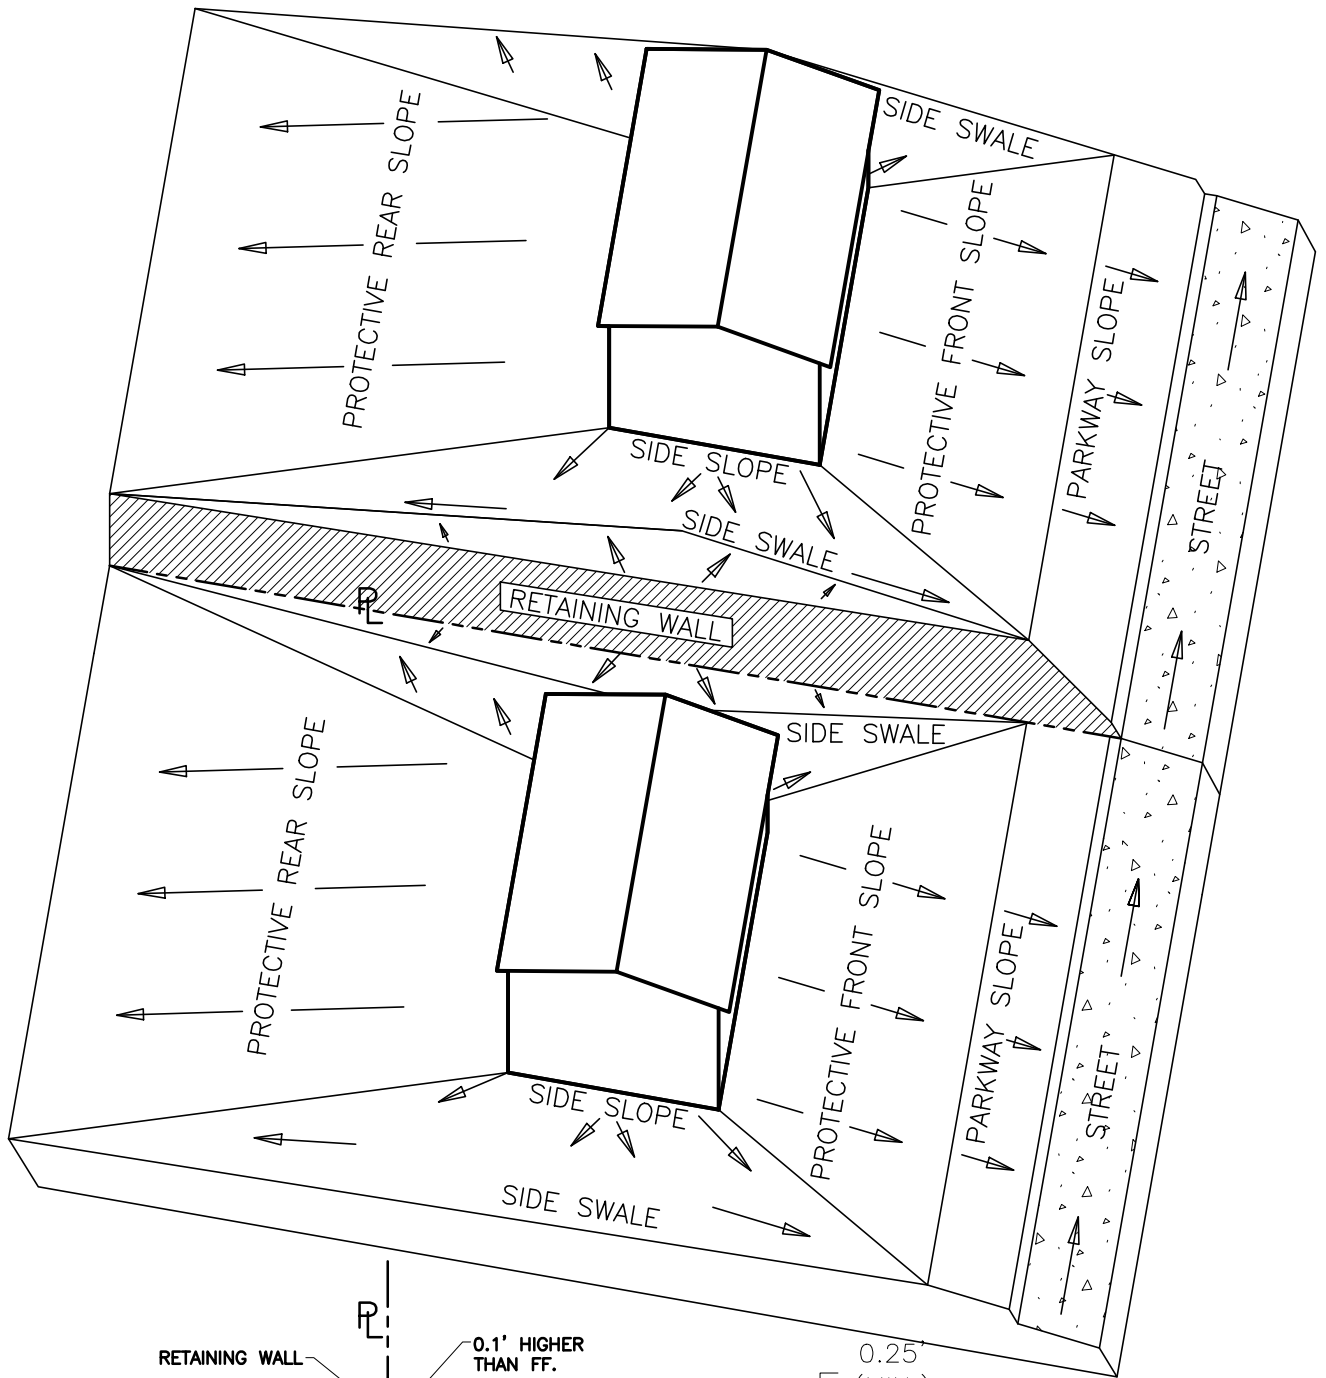 SIDE SWALE
PROTECTIVE REAR SLOPE
PROTECTIVE FRONT SLOPE
PARKWAY SLOPE
STREET
SIDE SLOPE
SIDE SWALE
PL
RETAINING WALL
SIDE SWALE
PROTECTIVE REAR SLOPE
PROTECTIVE FRONT SLOPE
PARKWAY SLOPE
STREET
SIDE SLOPE
SIDE SWALE
PL
RETAINING WALL
0.1' HIGHER
THAN FF.
0.25'